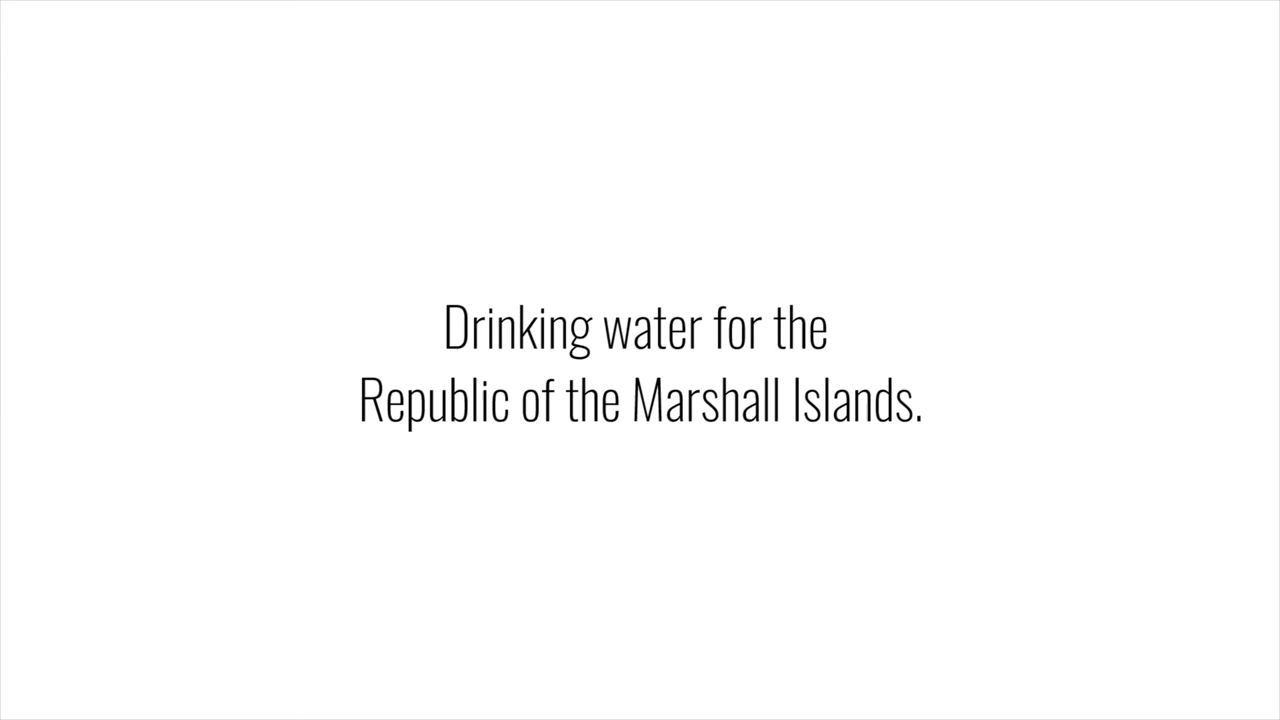 Drinking water for the
Republic of the Marshall Islands.